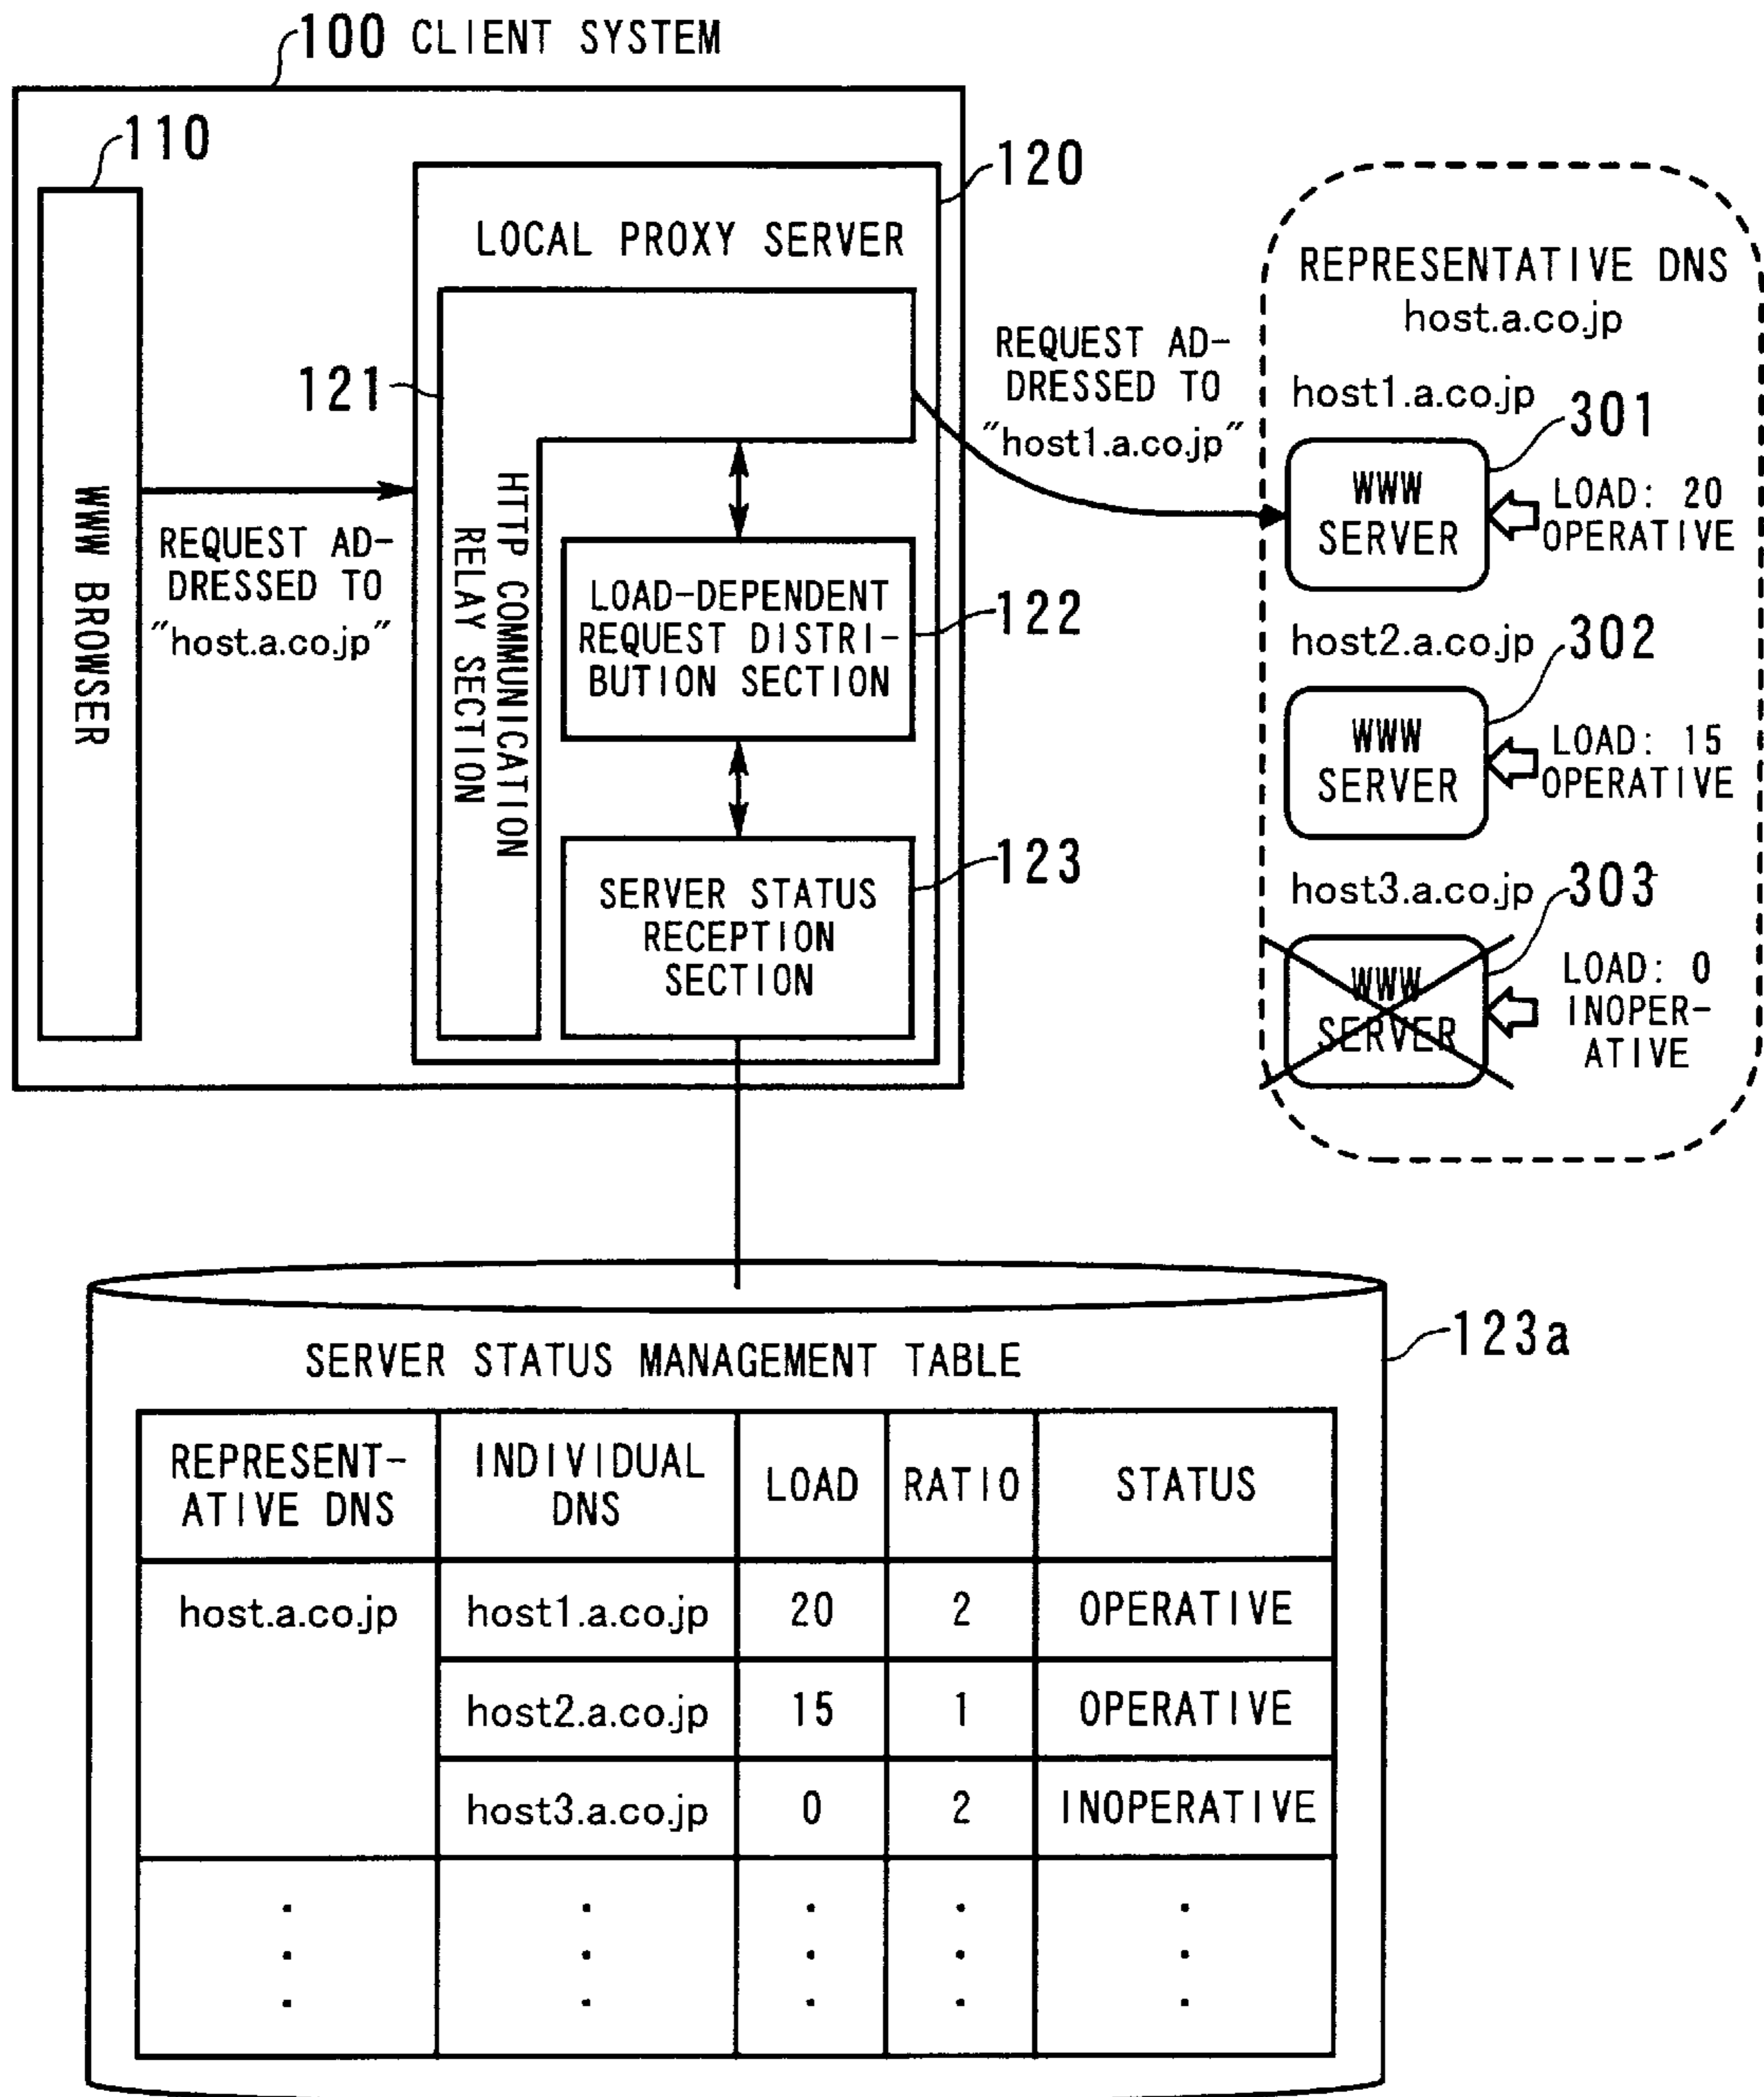 100 CLIENT SYSTEM
110
WWW BROWSER
REQUEST AD-
DRESSED TO
"host.a.co.jp"
120
LOCAL PROXY SERVER
121
HTTP COMMUNICATION
RELAY SECTION
LOAD-DEPENDENT
REQUEST DISTRI-
BUTION SECTION
122
SERVER STATUS
RECEPTION
SECTION
123
REQUEST AD-
DRESSED TO
"host1.a.co.jp"
REPRESENTATIVE DNS
host.a.co.jp
host1.a.co.jp
301
WWW
SERVER
LOAD: 20
OPERATIVE
host2.a.co.jp
302
WWW
SERVER
LOAD: 15
OPERATIVE
host3.a.co.jp
303
WWW
SERVER
LOAD: 0
INOPER-
ATIVE
123a
SERVER STATUS MANAGEMENT TABLE
REPRESENT-
ATIVE DNS
INDIVIDUAL
DNS
LOAD
RATIO
STATUS
host.a.co.jp
host1.a.co.jp 20 2 OPERATIVE
host2.a.co.jp 15 1 OPERATIVE
host3.a.co.jp 0 2 INOPERATIVE